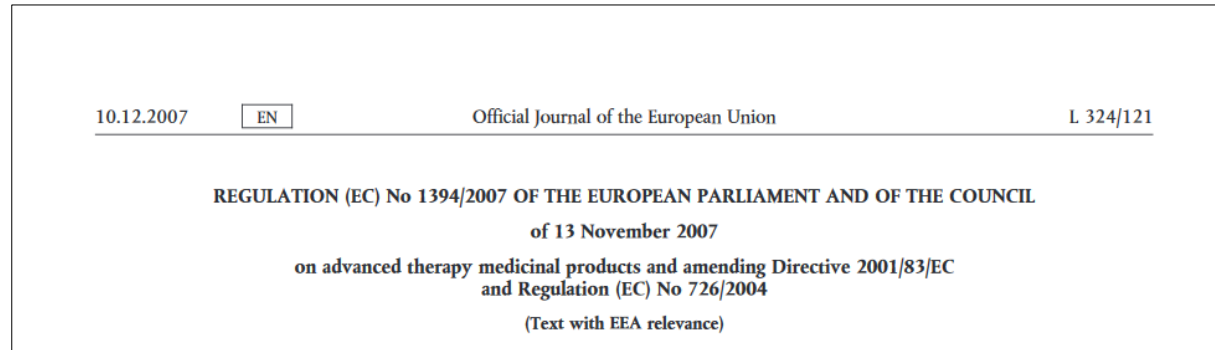 10.12.2007 EN Official Journal of the European Union L 324/121
REGULATION (EC) No 1394/2007 OF THE EUROPEAN PARLIAMENT AND OF THE COUNCIL
of 13 November 2007
on advanced therapy medicinal products and amending Directive 2001/83/EC
and Regulation (EC) No 726/2004
(Text with EEA relevance)